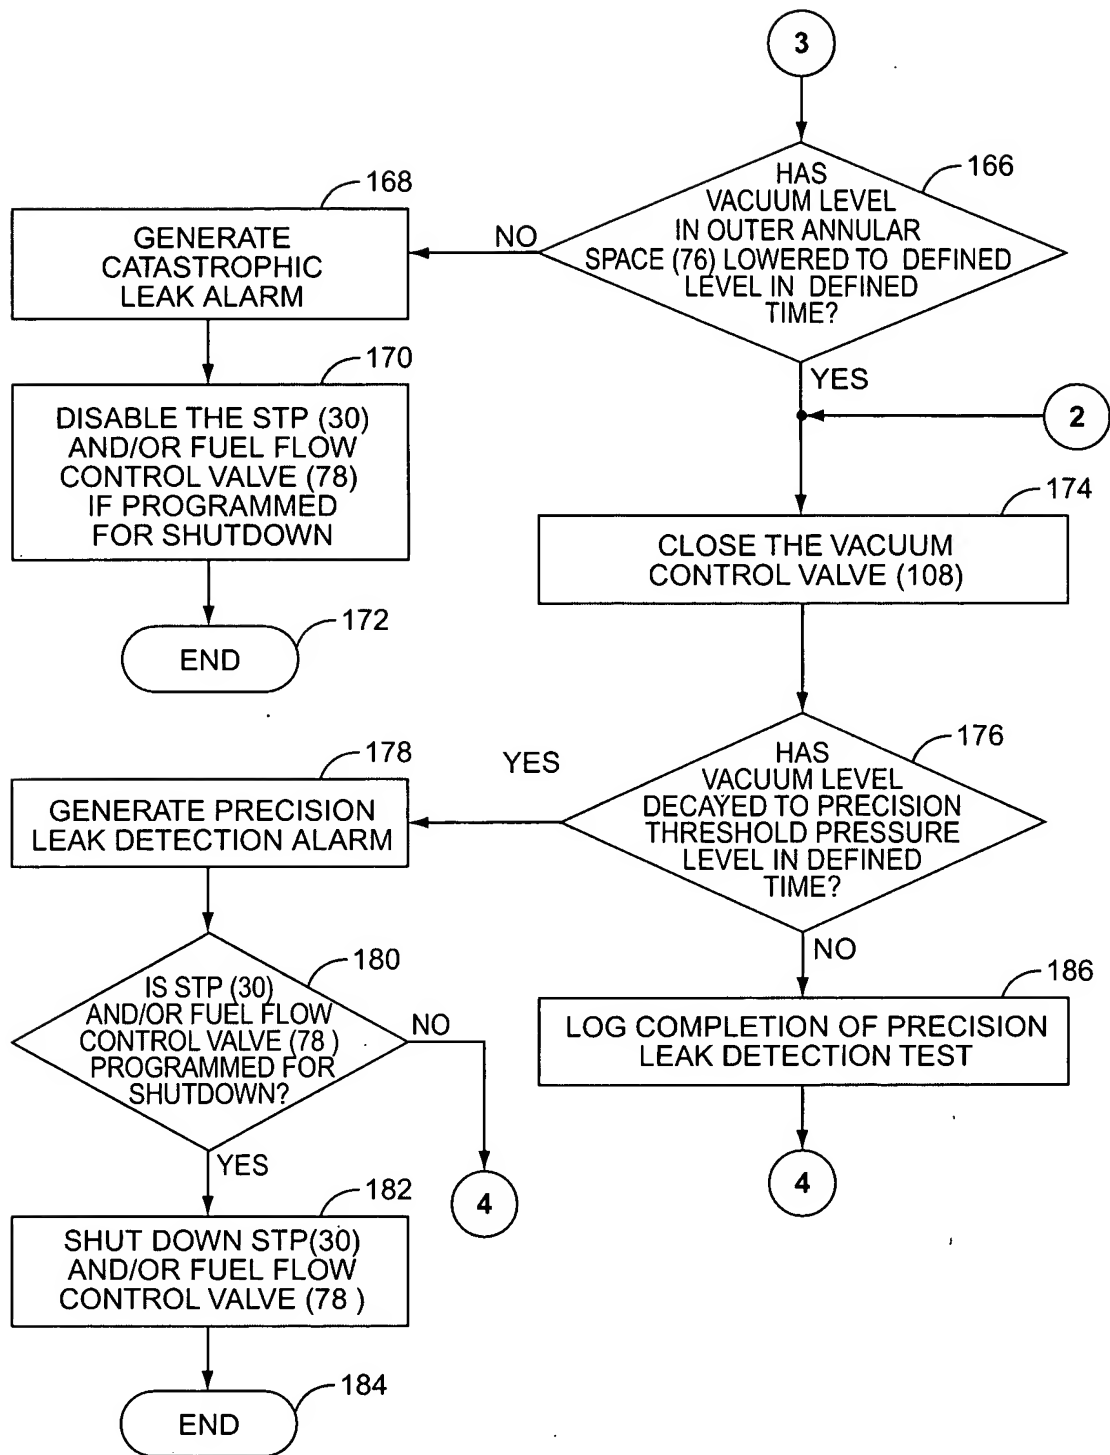 3
HAS
VACUUM LEVEL
IN OUTER ANNULAR
SPACE (76) LOWERED TO DEFINED
LEVEL IN DEFINED
TIME?
166
NO
YES
168
GENERATE
CATASTROPHIC
LEAK ALARM
170
DISABLE THE STP (30)
AND/OR FUEL FLOW
CONTROL VALVE (78)
IF PROGRAMMED
FOR SHUTDOWN
172
END
2
174
CLOSE THE VACUUM
CONTROL VALVE (108)
176
HAS
VACUUM LEVEL
DECAYED TO PRECISION
THRESHOLD PRESSURE
LEVEL IN DEFINED
TIME?
YES
NO
178
GENERATE PRECISION
LEAK DETECTION ALARM
180
IS STP (30)
AND/OR FUEL FLOW
CONTROL VALVE (78 )
PROGRAMMED FOR
SHUTDOWN?
NO
4
YES
182
SHUT DOWN STP(30)
AND/OR FUEL FLOW
CONTROL VALVE (78 )
184
END
186
LOG COMPLETION OF PRECISION
LEAK DETECTION TEST
4